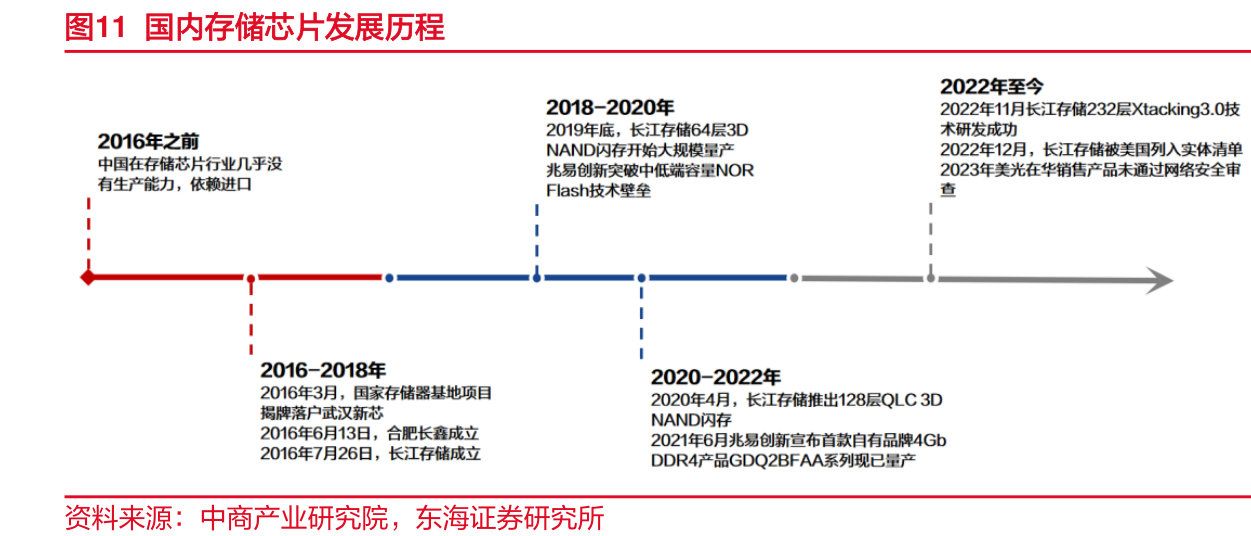 图11 国内存储芯片发展历程
2016年之前
中国在存储芯片行业几乎没
有生产能力，依赖进口
2018-2020年
2019年底，长江存储64层3D
NAND闪存开始大规模量产
兆易创新突破中低端容量NOR
Flash技术壁垒
2022年至今
2022年11月长江存储232层Xtacking3.0技
术研发成功
2022年12月，长江存储被美国列入实体清单
2023年美光在华销售产品未通过网络安全审
查
2016-2018年
2016年3月，国家存储器基地项目
揭牌落户武汉新芯
2016年6月13日，合肥长鑫成立
2016年7月26日，长江存储成立
2020-2022年
2020年4月，长江存储推出128层QLC 3D
NAND闪存
2021年6月兆易创新宣布首款自有品牌4Gb
DDR4产品GDQ2BFAA系列现已量产
资料来源：中商产业研究院，东海证券研究所